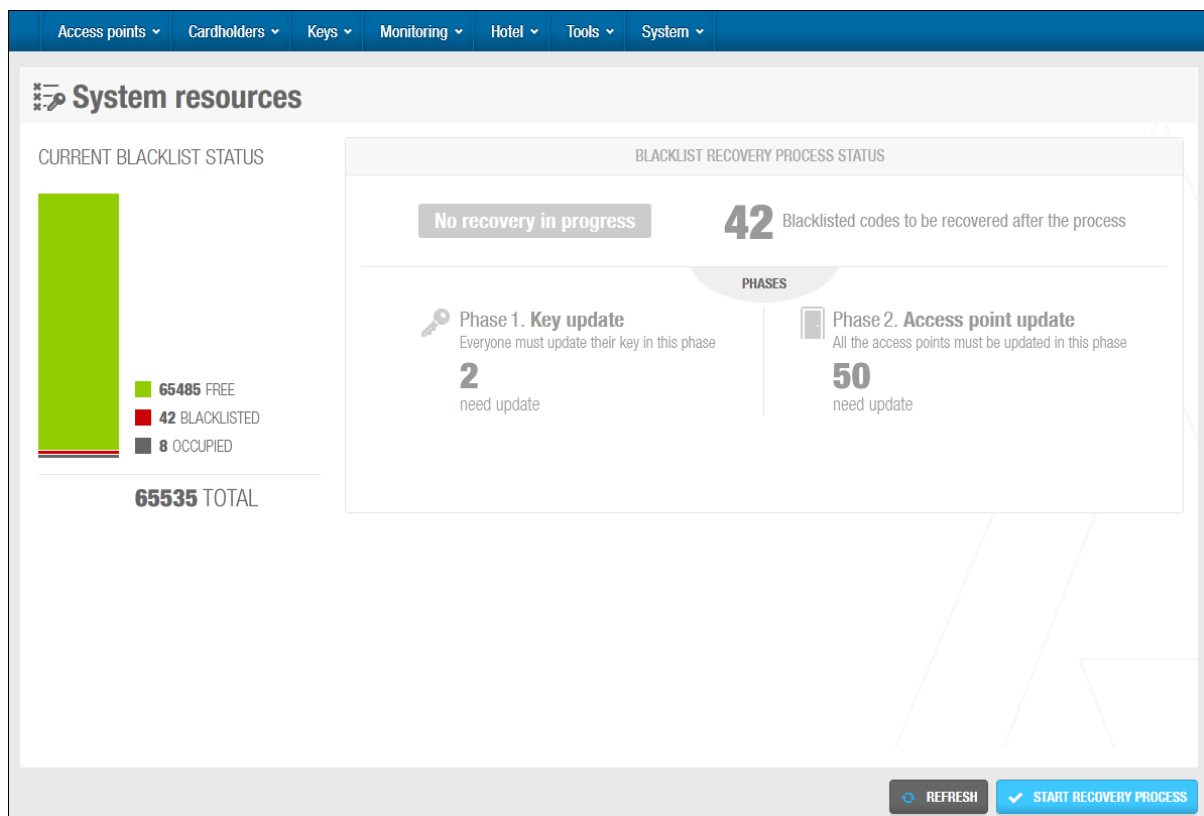 Access points Cardholders Keys Monitoring Hotel Tools System
System resources
CURRENT BLACKLIST STATUS
65485 FREE
42 BLACKLISTED
8 OCCUPIED
65535 TOTAL
BLACKLIST RECOVERY PROCESS STATUS
No recovery in progress
42 Blacklisted codes to be recovered after the process
PHASES
Phase 1. Key update
Everyone must update their key in this phase
2
need update
Phase 2. Access point update
All the access points must be updated in this phase
50
need update
REFRESH START RECOVERY PROCESS